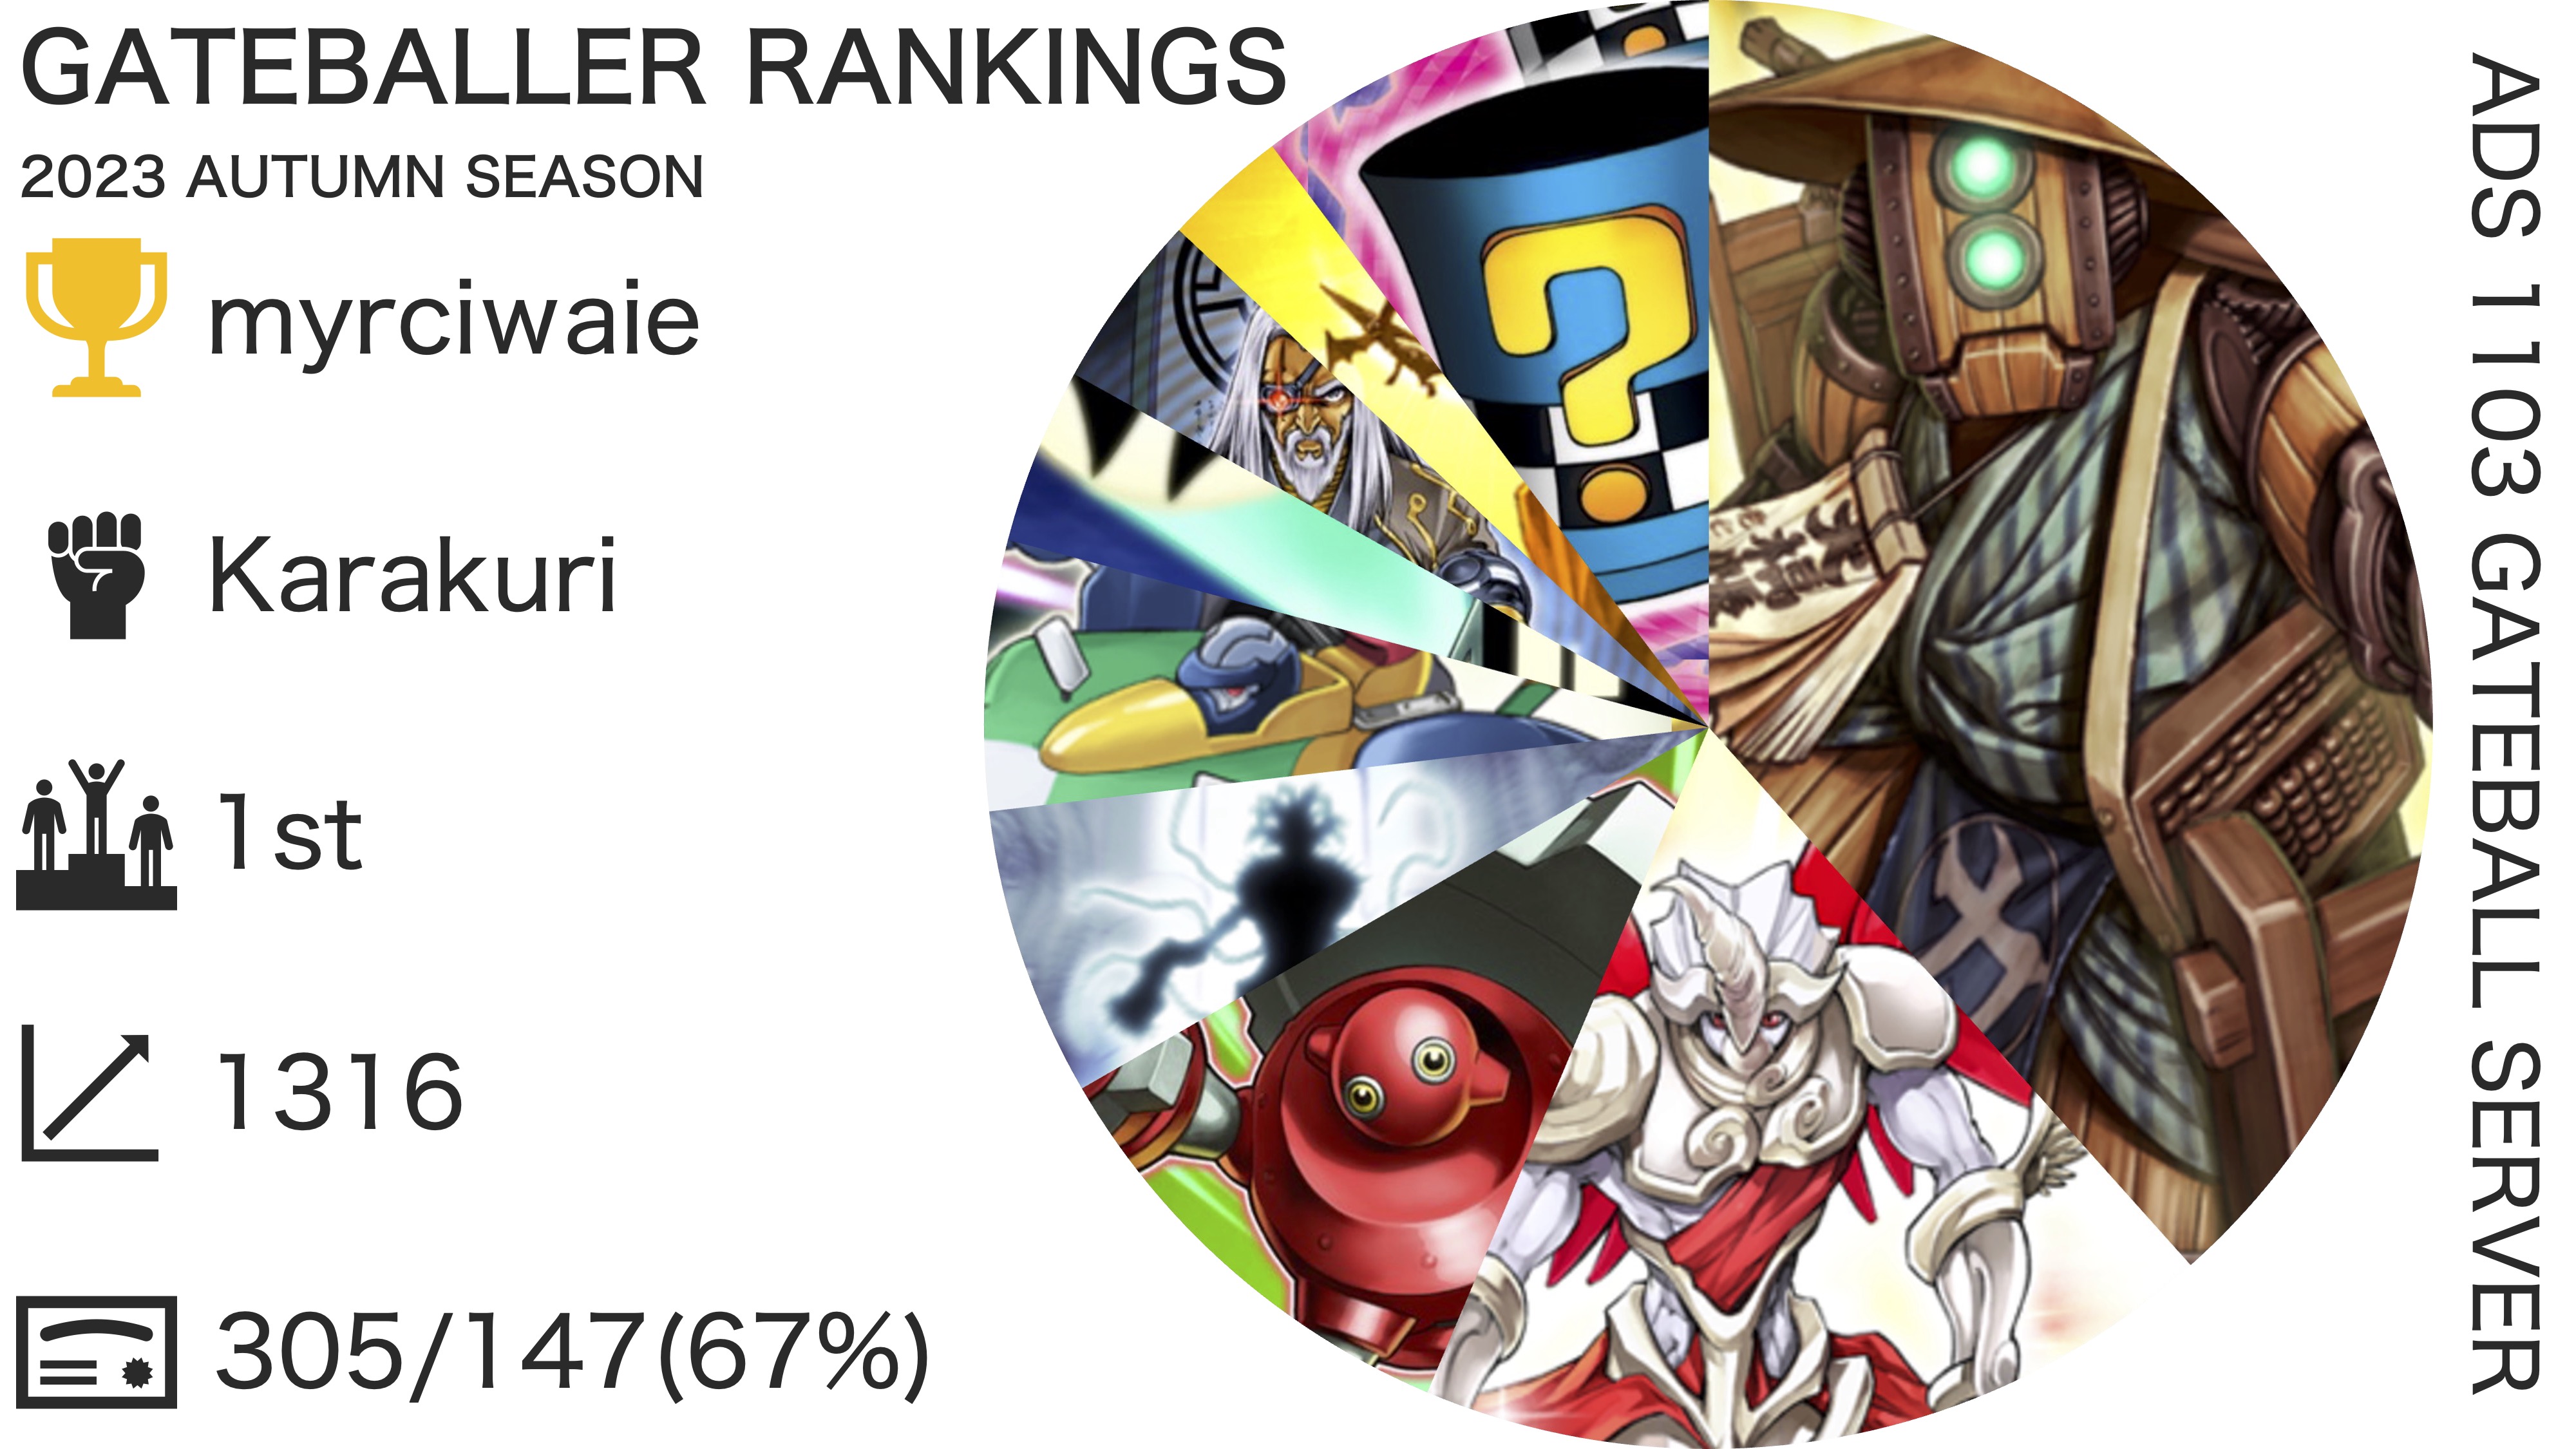 GATEBALLER RANKINGS
2023 AUTUMN SEASON
myrciwaie
Karakuri
1st
1316
305/147(67%)
?
ADS 1103 GATEBALL SERVER